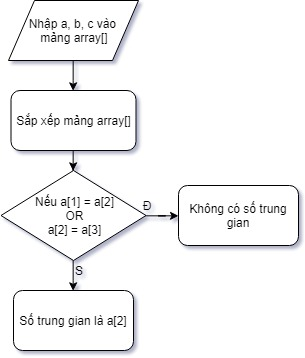 Nhập a, b, c vào
mảng array[]
Sắp xếp mảng array[]
Nếu a[1] = a[2]
OR
a[2] = a[3]
Đ
Không có số trung
gian
S
Số trung gian là a[2]